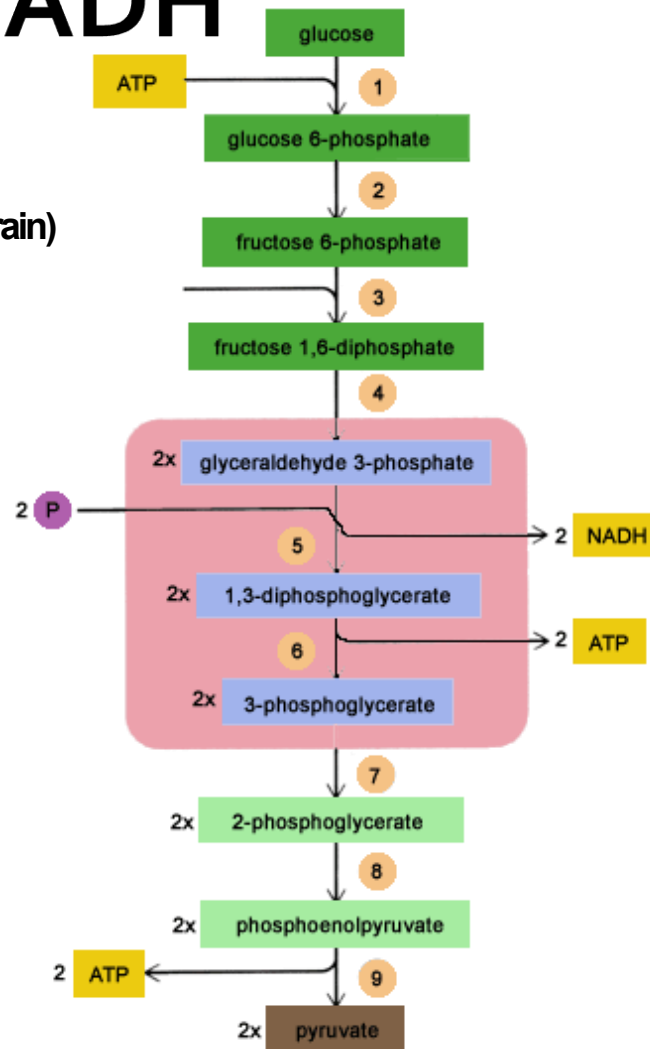 ADH
glucose
ATP
1
glucose 6-phosphate
2
rain)
fructose 6-phosphate
3
fructose 1,6-diphosphate
4
2x glyceraldehyde 3-phosphate
2 P
2 NADH
5
2x 1,3-diphosphoglycerate
6
2 ATP
2x 3-phosphoglycerate
7
2x 2-phosphoglycerate
8
2x phosphoenolpyruvate
2 ATP
9
2x pyruvate